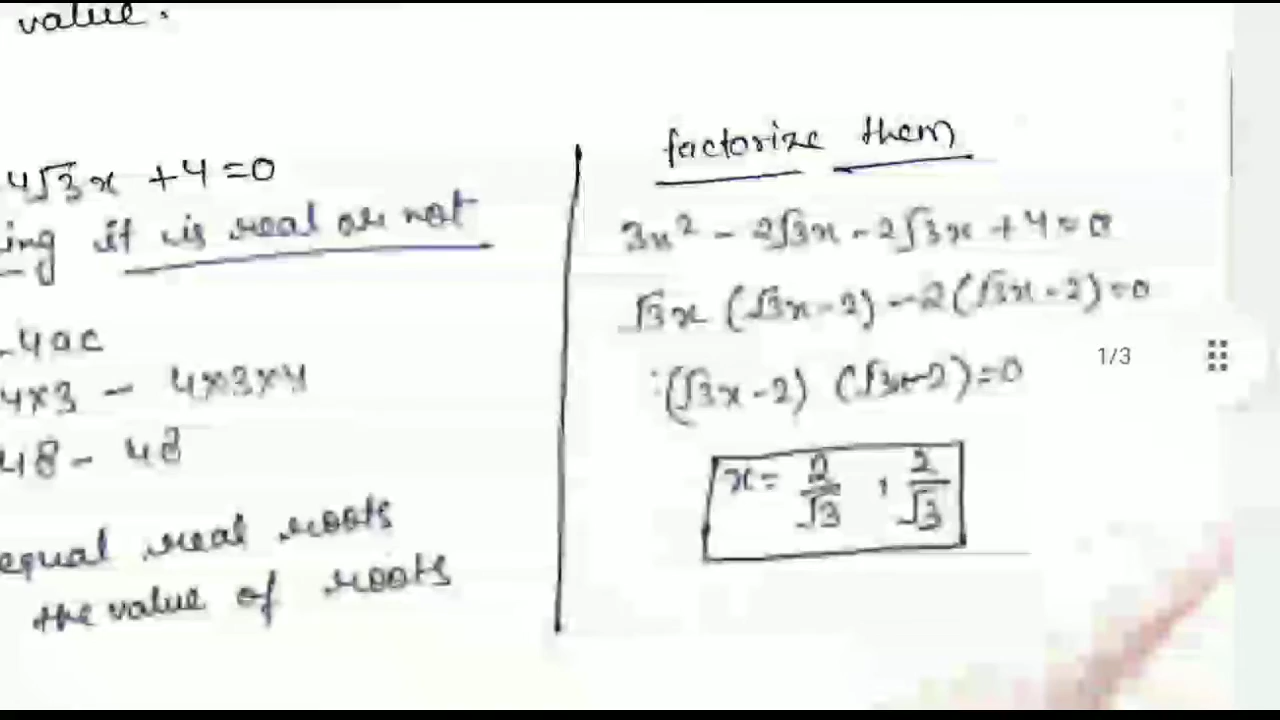 value.
4√3x + 4 = 0
ing it is real or not
- 4ac
4×3 - 4×3×4
48 - 48
equal real roots
the value of roots
factorize them
3x² - 2√3x - 2√3x + 4 = 0
√3x (√3x - 2) - 2 (√3x - 2) = 0
(√3x - 2) (√3x - 2) = 0
x = 2/√3 , 2/√3
1/3